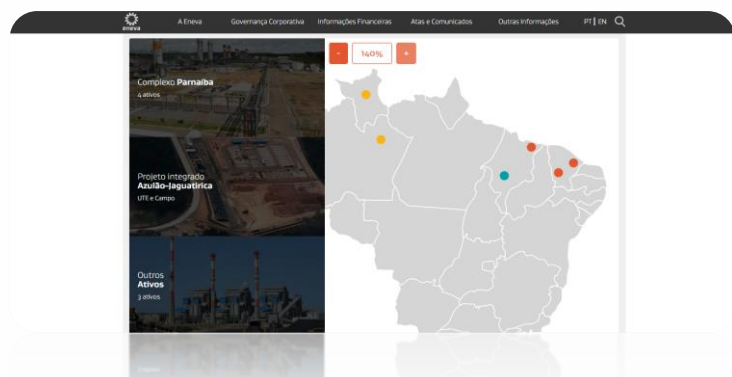 eneva
A Eneva
Governança Corporativa
Informações Financeiras
Atas e Comunicados
Outras Informações
PT | EN
- 140% +
Complexo Parnaíba
4 ativos
Projeto integrado
Azulão-Jaguatirica
UTE e Campo
Outros
Ativos
3 ativos